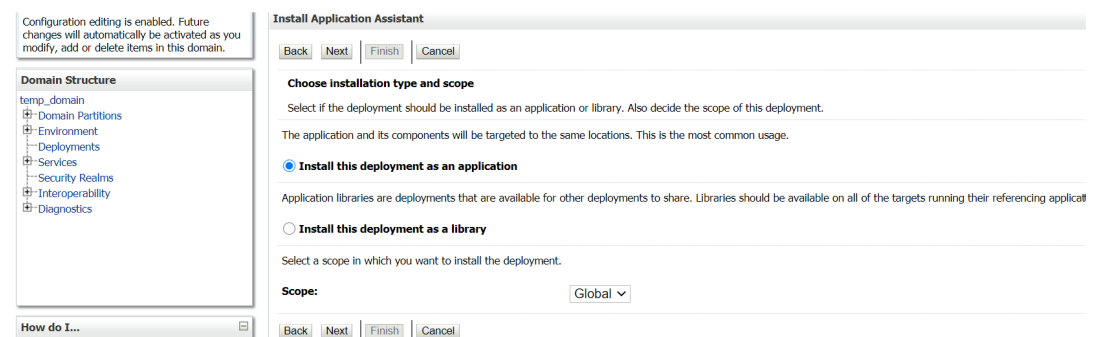 Configuration editing is enabled. Future
changes will automatically be activated as you
modify, add or delete items in this domain.
Domain Structure
temp_domain
Domain Partitions
Environment
Deployments
Services
Security Realms
Interoperability
Diagnostics
How do I...
Install Application Assistant
Back Next Finish Cancel
Choose installation type and scope
Select if the deployment should be installed as an application or library. Also decide the scope of this deployment.
The application and its components will be targeted to the same locations. This is the most common usage.
Install this deployment as an application
Application libraries are deployments that are available for other deployments to share. Libraries should be available on all of the targets running their referencing
Install this deployment as a library
Select a scope in which you want to install the deployment.
Scope: Global
Back Next Finish Cancel